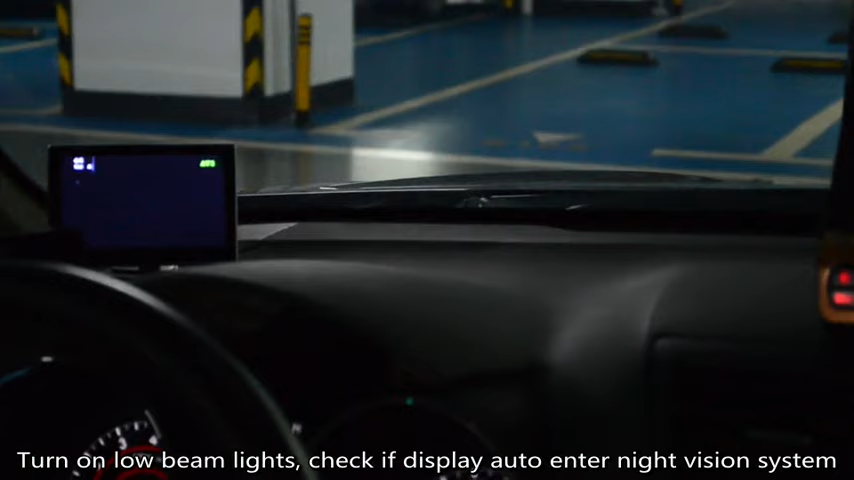 Turn on low beam lights, check if display auto enter night vision system